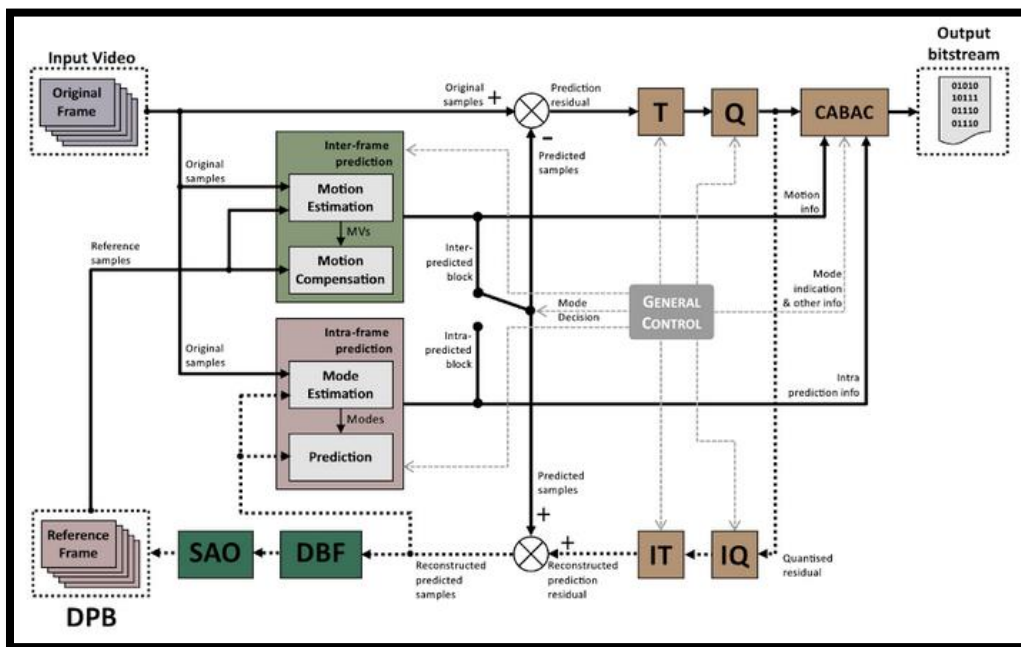 Input Video
Original
Frame
Original
samples
+
Prediction
residual
T
Q
CABAC
Output
bitstream
01010
10111
01110
01110
–
Predicted
samples
Original
samples
Inter-frame
prediction
Motion
Estimation
MVs
Motion
Compensation
Reference
samples
Motion
info
Inter-
predicted
block
Mode
Decision
GENERAL
CONTROL
Mode
indication
& other info
Intra-
predicted
block
Original
samples
Intra-frame
prediction
Mode
Estimation
Modes
Prediction
Intra
prediction info
Predicted
samples
+
+
Reference
Frame
DPB
SAO
DBF
Reconstructed
predicted
samples
Reconstructed
prediction
residual
IT
IQ
Quantised
residual